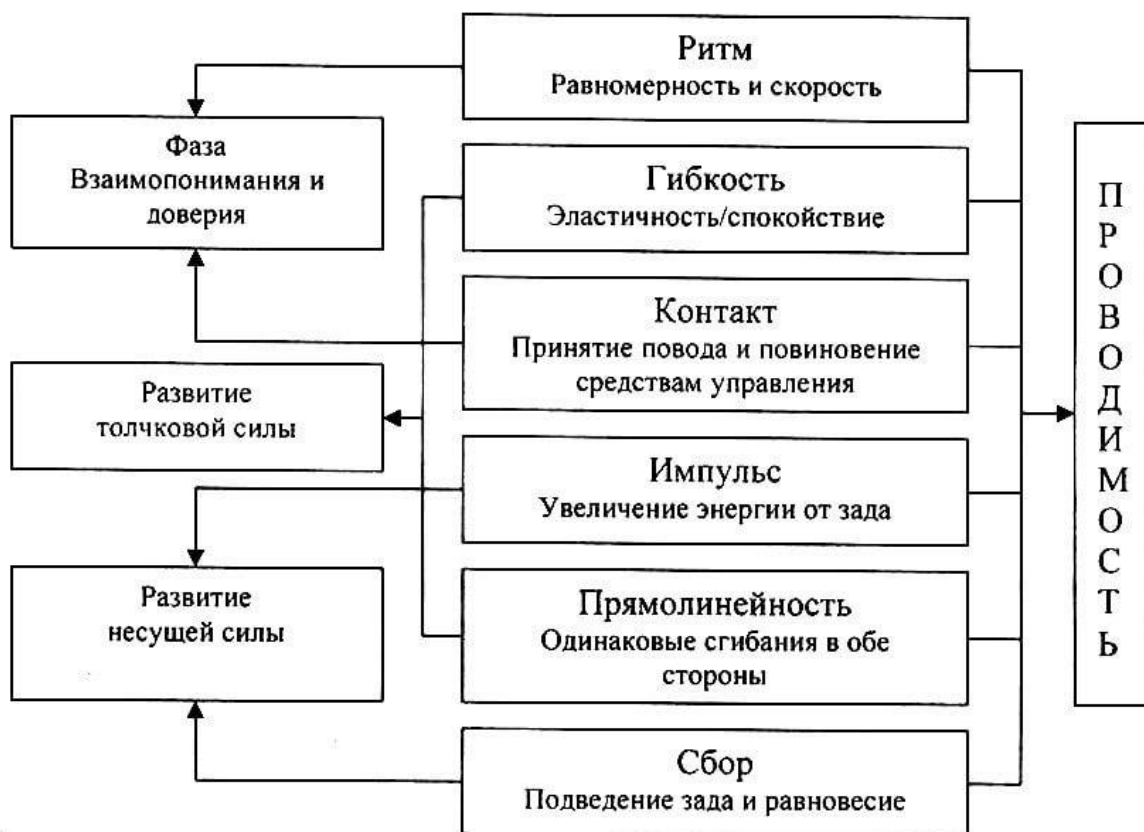 Ритм
Равномерность и скорость
Фаза
Взаимопонимания и
доверия
Гибкость
Эластичность/спокойствие
Контакт
Принятие повода и повиновение
средствам управления
Развитие
толчковой силы
Импульс
Увеличение энергии от зада
Развитие
несущей силы
Прямолинейность
Одинаковые сгибания в обе
стороны
Сбор
Подведение зада и равновесие
П
Р
О
В
О
Д
И
М
О
С
Т
Ь